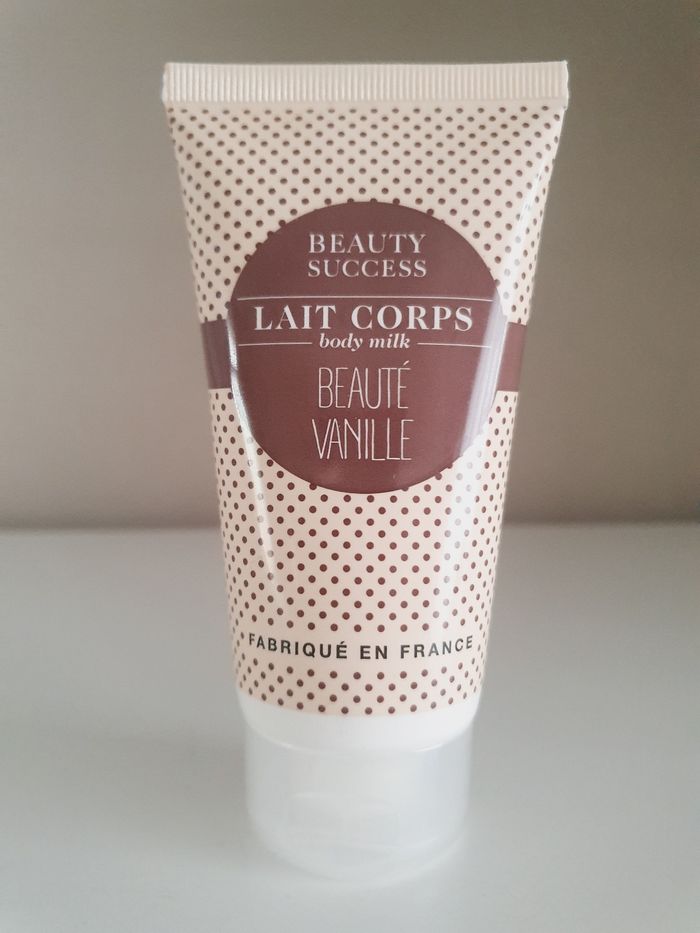 BEAUTY
SUCCESS
LAIT CORPS
body milk
BEAUTÉ
VANILLE
FABRIQUÉ EN FRANCE